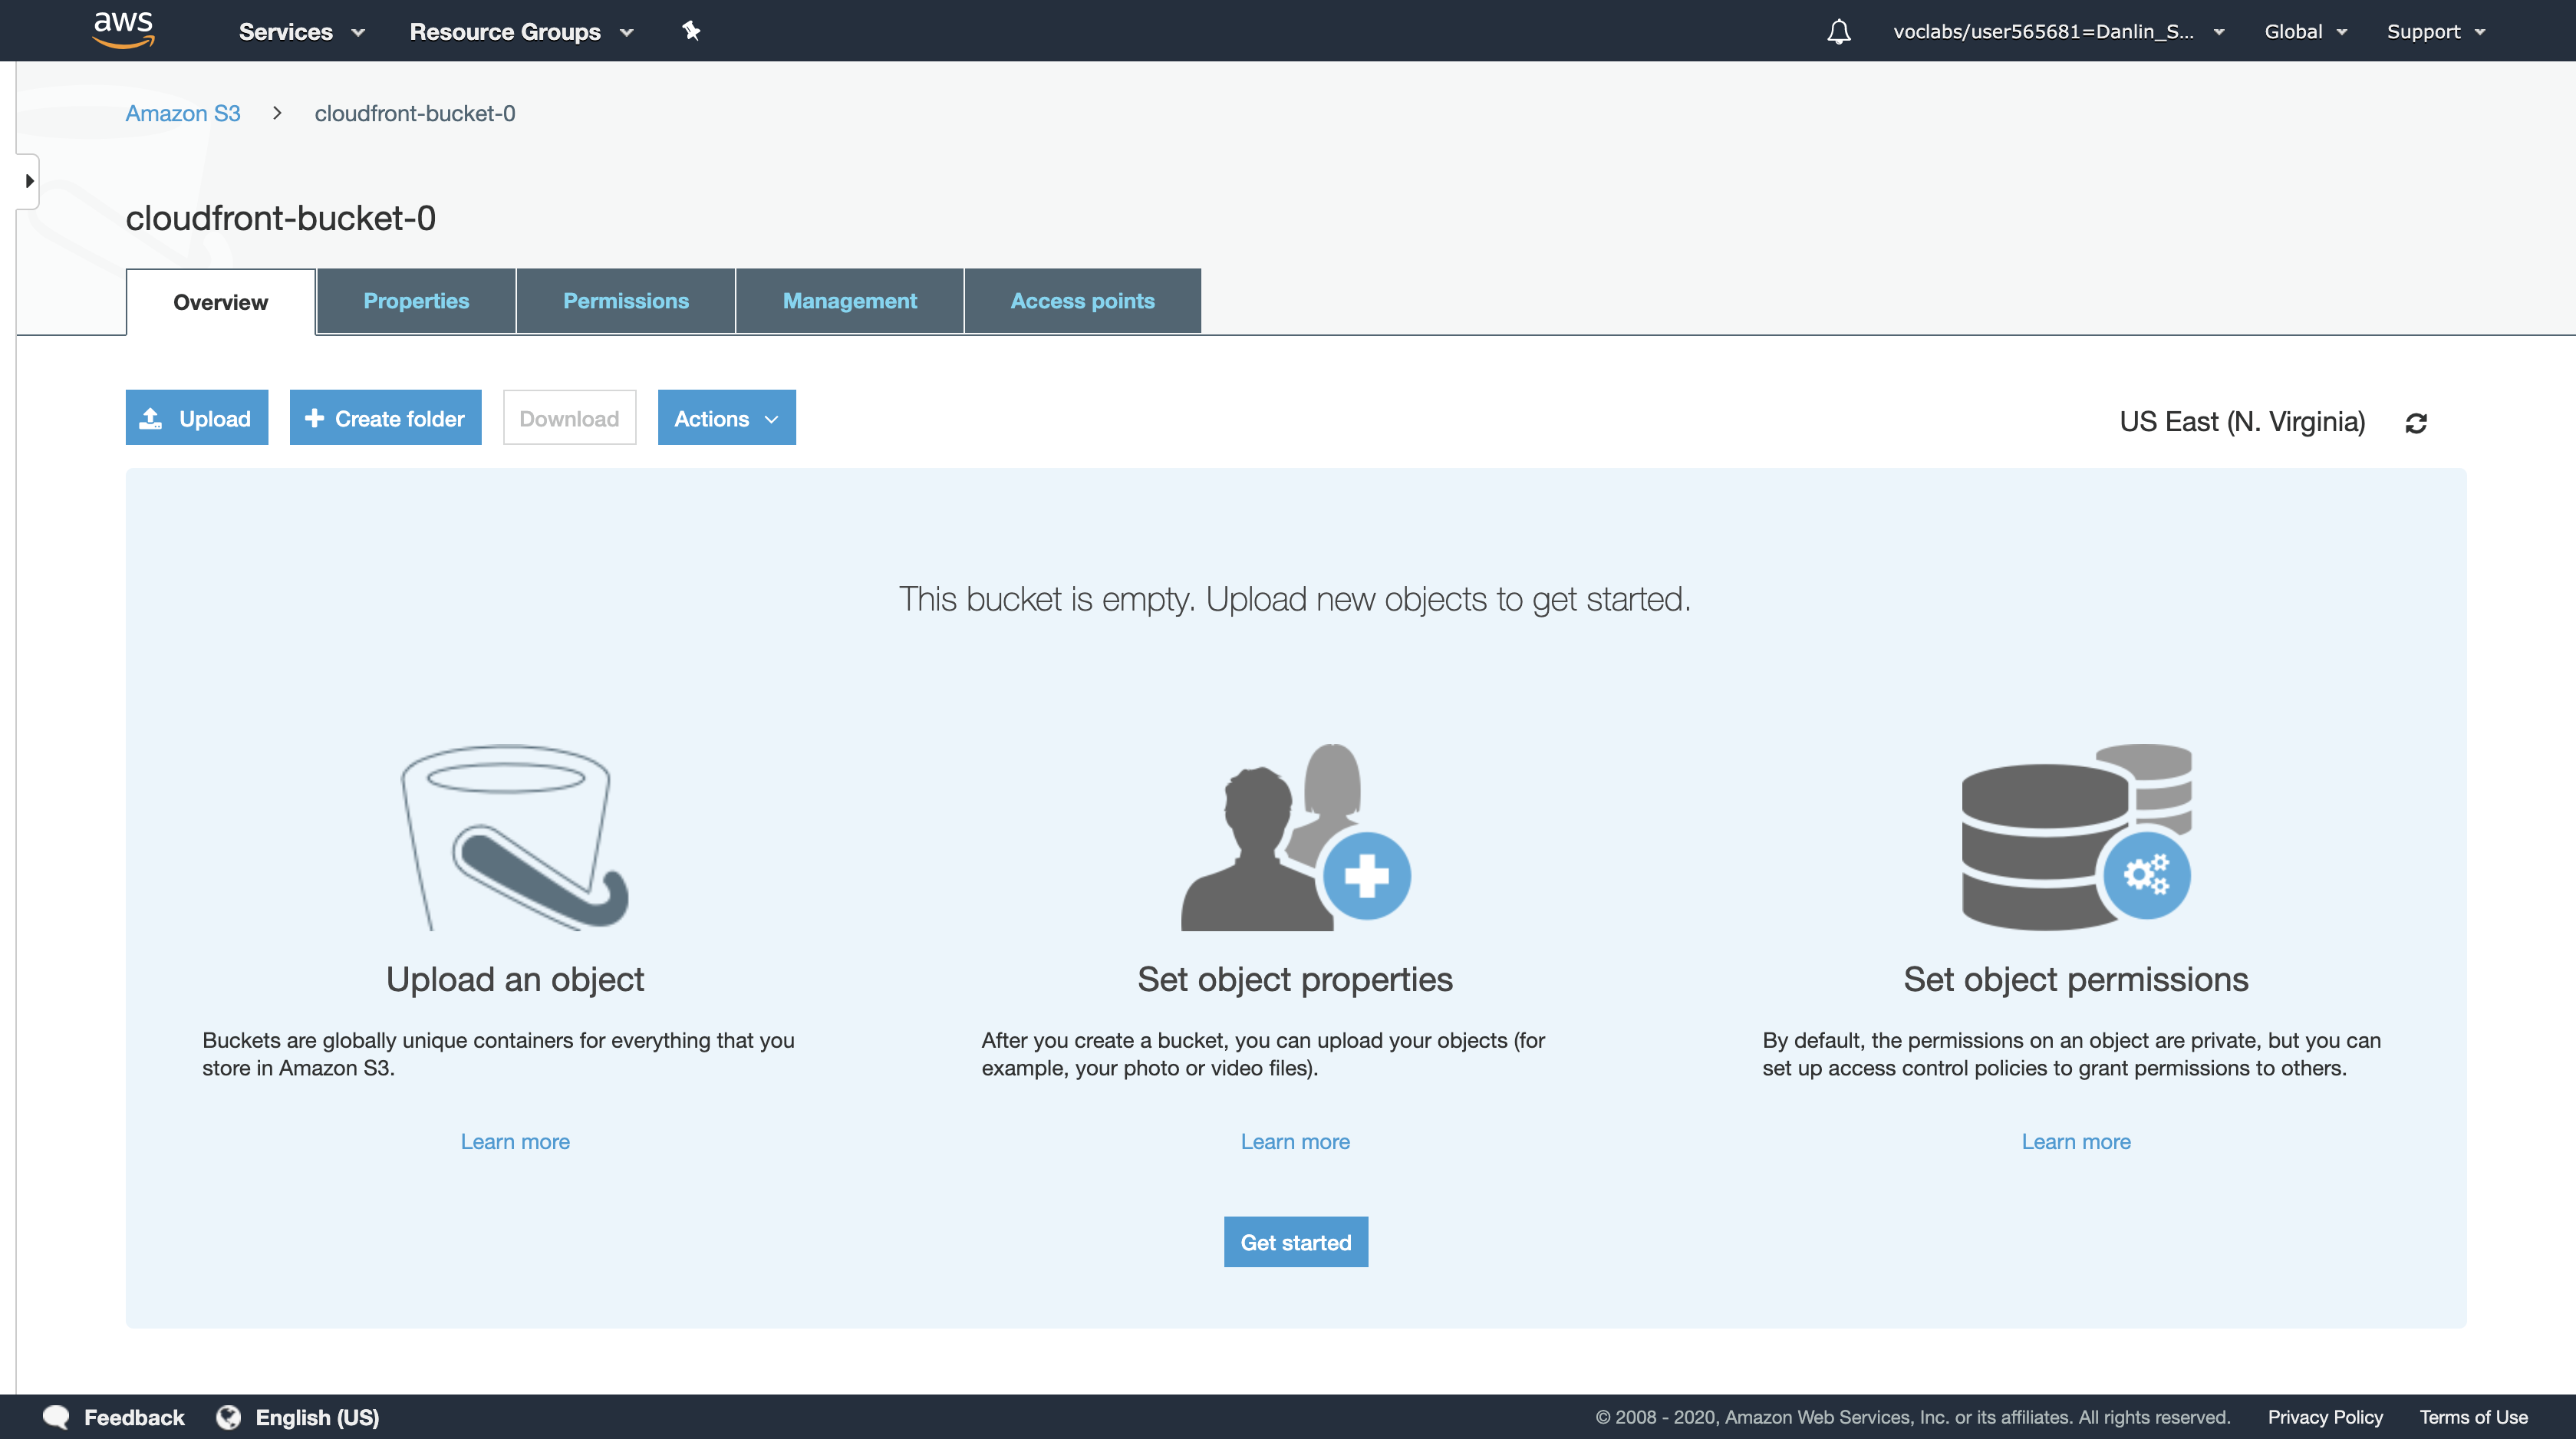 aws Services Resource Groups voclabs/user565681=Danlin_S... Global Support
Amazon S3 > cloudfront-bucket-0
cloudfront-bucket-0
Overview Properties Permissions Management Access points
Upload Create folder Download Actions US East (N. Virginia)
This bucket is empty. Upload new objects to get started.
Upload an object
Buckets are globally unique containers for everything that you
store in Amazon S3.
Learn more
Set object properties
After you create a bucket, you can upload your objects (for
example, your photo or video files).
Learn more
Set object permissions
By default, the permissions on an object are private, but you can
set up access control policies to grant permissions to others.
Learn more
Get started
Feedback English (US) © 2008 - 2020, Amazon Web Services, Inc. or its affiliates. All rights reserved. Privacy Policy Terms of Use